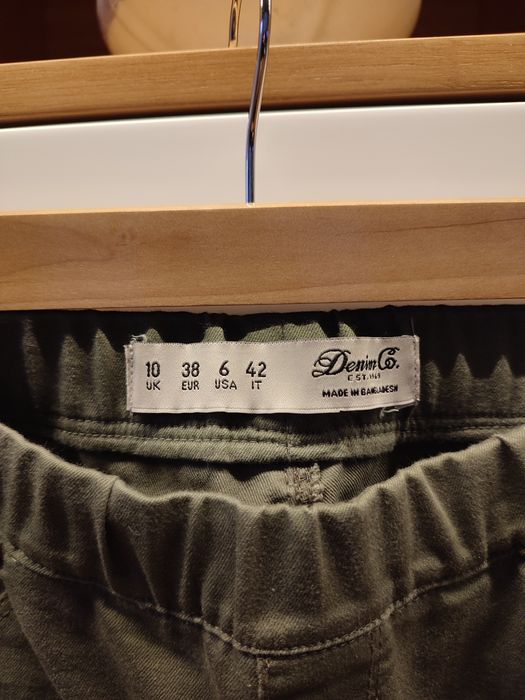 10 38 6 42
UK EUR USA IT
Denim Co.
EST. 1969
MADE IN BANGLADESH